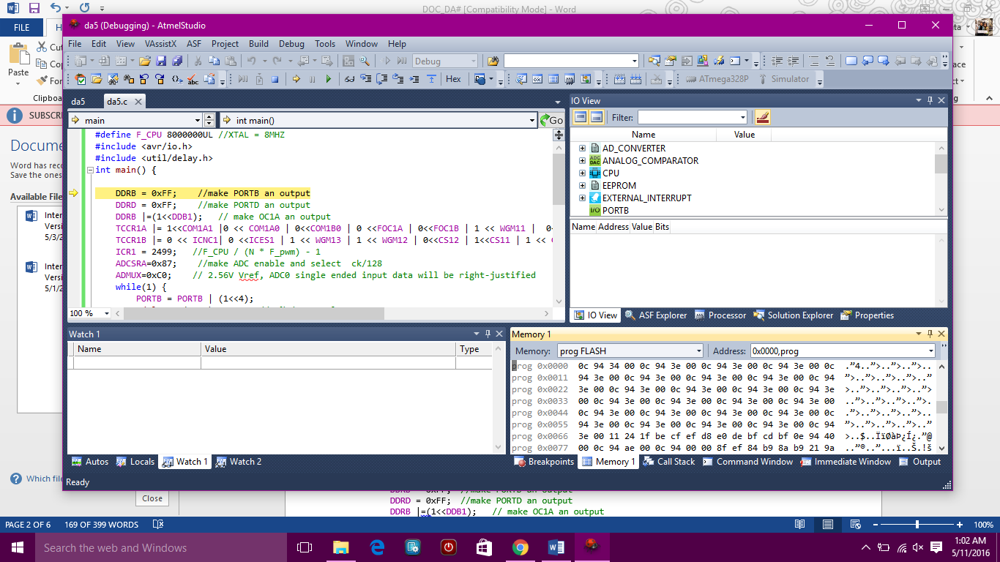 DOC_DA# [Compatibility Mode] - Word
FILE
Paste
Clipboa
SUBSCRI
Docume
Word has reco
Save the ones
Available File
Inter
Versi
5/3/2
Inter
Versi
5/1/2
Which file
Close
da5 (Debugging) - AtmelStudio
File Edit View VAssistX ASF Project Build Debug Tools Window Help
Debug
Hex
ATmega328P Simulator
da5 da5.c
main int main() Go
#define F_CPU 8000000UL //XTAL = 8MHZ
#include <avr/io.h>
#include <util/delay.h>
int main() {
DDRB = 0xFF; //make PORTB an output
DDRD = 0xFF; //make PORTD an output
DDRB |=(1<<DDB1); // make OC1A an output
TCCR1A |= 1<<COM1A1 |0 << COM1A0 | 0<<COM1B0 | 0 <<FOC1A | 0<<FOC1B | 1 << WGM11 | 0
TCCR1B |= 0 << ICNC1| 0 <<ICES1 | 1 << WGM13 | 1 << WGM12 | 0<<CS12 | 1<<CS11 | 1 <<
ICR1 = 2499; //F_CPU / (N * F_pwm) - 1
ADCSRA=0x87; //make ADC enable and select ck/128
ADMUX=0xC0; // 2.56V Vref, ADC0 single ended input data will be right-justified
while(1) {
PORTB = PORTB | (1<<4);
100 %
IO View
Filter:
Name Value
AD_CONVERTER
ANALOG_COMPARATOR
CPU
EEPROM
EXTERNAL_INTERRUPT
PORTB
Name Address Value Bits
IO View ASF Explorer Processor Solution Explorer Properties
Watch 1
Name Value Type
Autos Locals Watch 1 Watch 2
Memory 1
Memory: prog FLASH Address: 0x0000,prog
prog 0x0000 0c 94 34 00 0c 94 3e 00 0c 94 3e 00 0c 94 3e 00 0c .”4..”>..”>..”>..
prog 0x0011 94 3e 00 0c 94 3e 00 0c 94 3e 00 0c 94 3e 00 0c 94 ”>..”>..”>..”>..”
prog 0x0022 3e 00 0c 94 3e 00 0c 94 3e 00 0c 94 3e 00 0c 94 3e >..”>..”>..”>..”>
prog 0x0033 00 0c 94 3e 00 0c 94 3e 00 0c 94 3e 00 0c 94 3e 00 ..”>..”>..”>..”>.
prog 0x0044 0c 94 3e 00 0c 94 3e 00 0c 94 3e 00 0c 94 3e 00 0c .”>..”>..”>..”>..
prog 0x0055 94 3e 00 0c 94 3e 00 0c 94 3e 00 0c 94 3e 00 0c 94 ”>..”>..”>..”>..”
prog 0x0066 3e 00 11 24 1f be cf ef d8 e0 de bf cd bf 0e 94 40 >..$..ÏïØàÞ¿Í¿.”@
prog 0x0077 00 0c 94 ae 00 0c 94 00 00 8f ef 84 b9 8a b9 21 9a
Breakpoints Memory 1 Call Stack Command Window Immediate Window Output
Ready
DDRD = 0xFF; //make PORTD an output
DDRB |=(1<<DDB1); // make OC1A an output
PAGE 2 OF 6 169 OF 399 WORDS 100%
Search the web and Windows
1:02 AM
5/11/2016